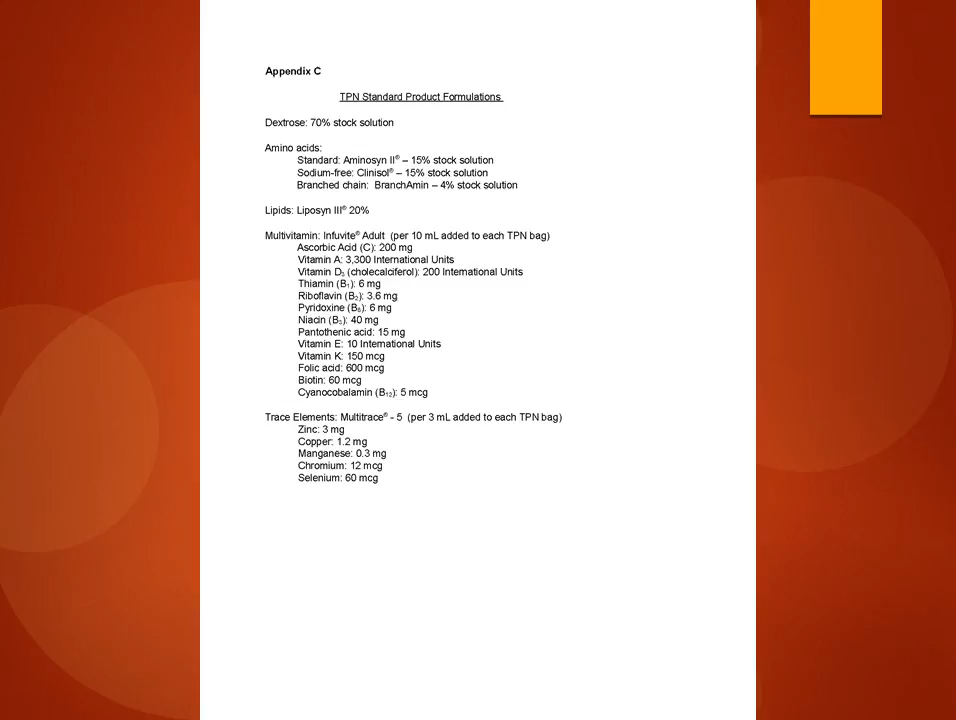 Appendix C
TPN Standard Product Formulations
Dextrose: 70% stock solution
Amino acids:
Standard: Aminosyn II® – 15% stock solution
Sodium-free: Clinisol® – 15% stock solution
Branched chain: BranchAmin – 4% stock solution
Lipids: Liposyn III® 20%
Multivitamin: Infuvite® Adult (per 10 mL added to each TPN bag)
Ascorbic Acid (C): 200 mg
Vitamin A: 3,300 International Units
Vitamin D₃ (cholecalciferol): 200 International Units
Thiamin (B₁): 6 mg
Riboflavin (B₂): 3.6 mg
Pyridoxine (B₆): 6 mg
Niacin (B₃): 40 mg
Pantothenic acid: 15 mg
Vitamin E: 10 International Units
Vitamin K: 150 mcg
Folic acid: 600 mcg
Biotin: 60 mcg
Cyanocobalamin (B₁₂): 5 mcg
Trace Elements: Multitrace® - 5 (per 3 mL added to each TPN bag)
Zinc: 3 mg
Copper: 1.2 mg
Manganese: 0.3 mg
Chromium: 12 mcg
Selenium: 60 mcg